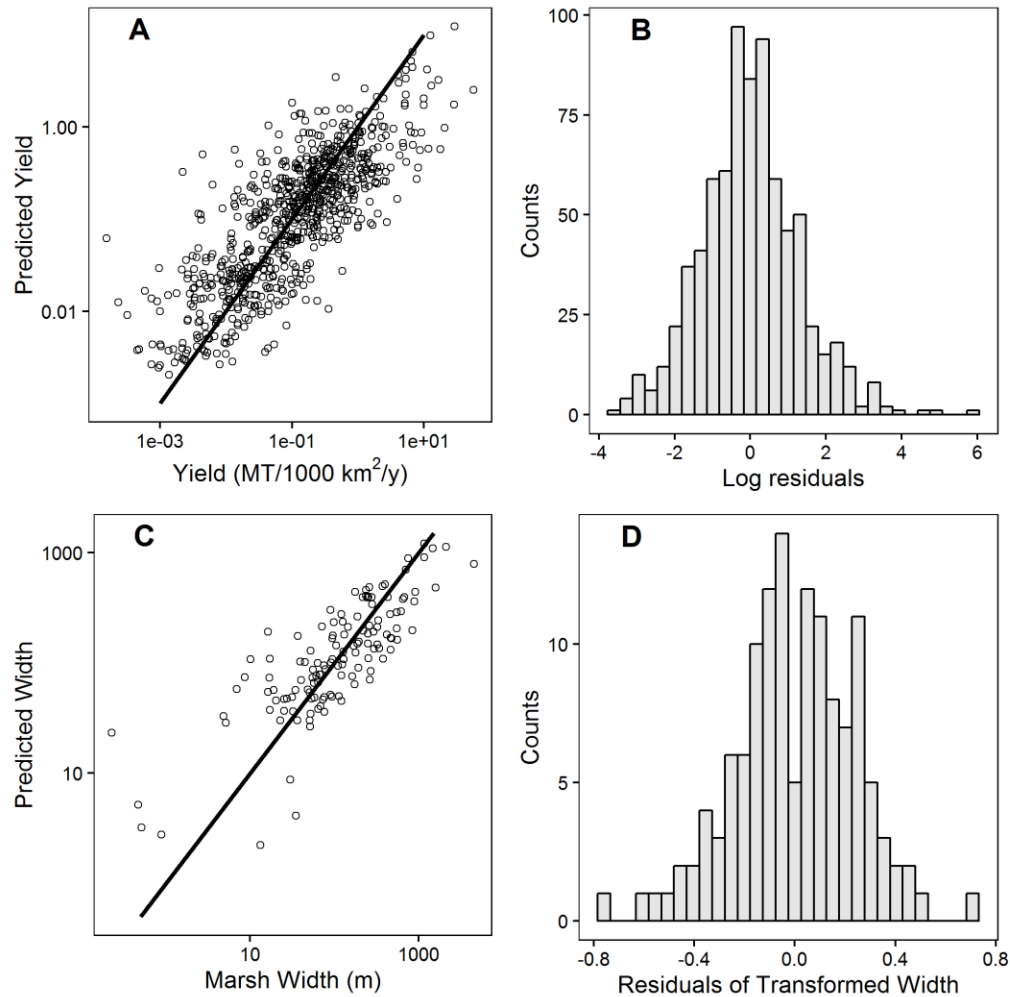 A
Predicted Yield
1.00
0.01
1e-03
1e-01
1e+01
Yield (MT/1000 km²/y)
B
Counts
100
75
50
25
0
-4
-2
0
2
4
6
Log residuals
C
Predicted Width
1000
10
10
1000
Marsh Width (m)
D
Counts
10
5
0
-0.8
-0.4
0.0
0.4
0.8
Residuals of Transformed Width